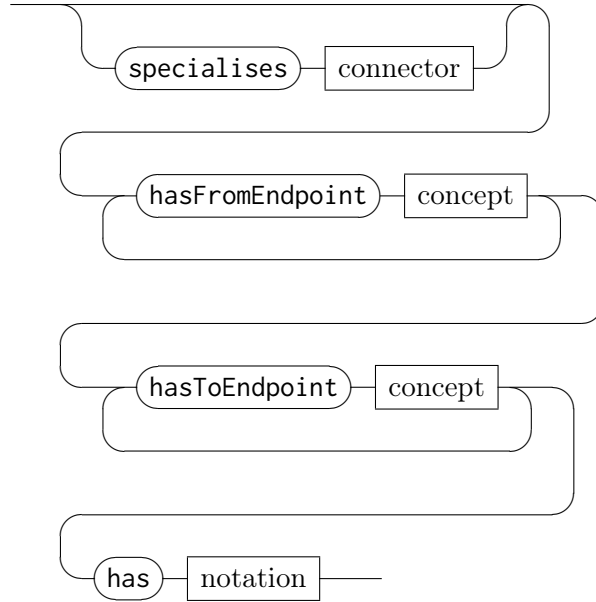 specialises connector
hasFromEndpoint concept
hasToEndpoint concept
has notation